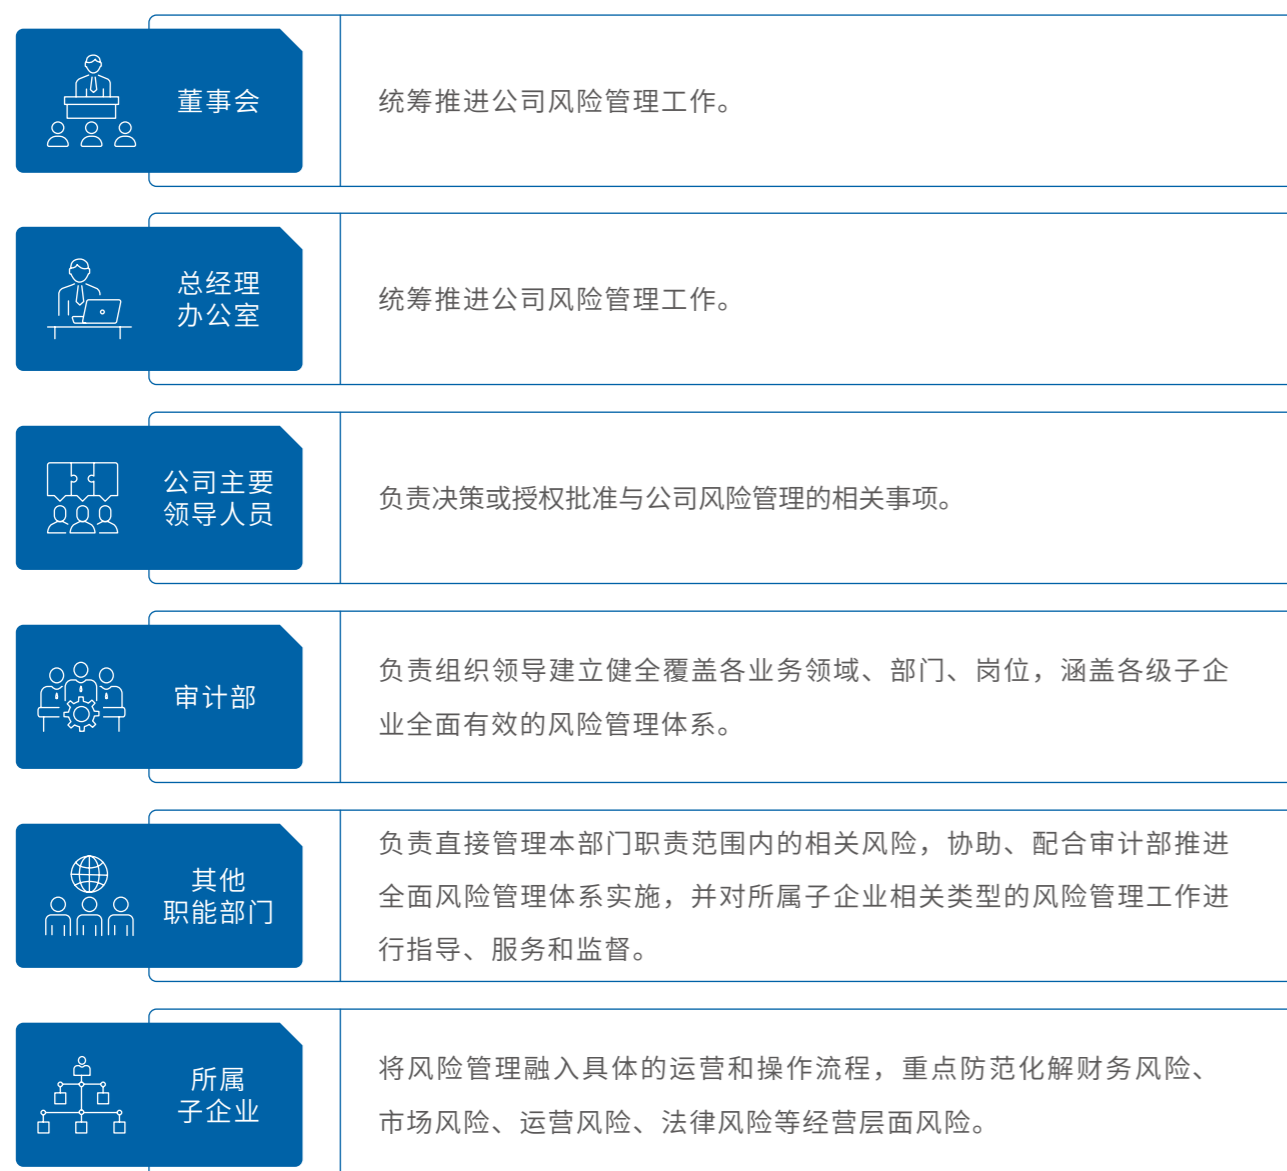 董事会
统筹推进公司风险管理工作。
总经理
办公室
统筹推进公司风险管理工作。
公司主要
领导人员
负责决策或授权批准与公司风险管理的相关事项。
审计部
负责组织领导建立健全覆盖各业务领域、部门、岗位，涵盖各级子企
业全面有效的风险管理体系。
其他
职能部门
负责直接管理本部门职责范围内的相关风险，协助、配合审计部推进
全面风险管理体系实施，并对所属子企业相关类型的风险管理工作进
行指导、服务和监督。
所属
子企业
将风险管理融入具体的运营和操作流程，重点防范化解财务风险、
市场风险、运营风险、法律风险等经营层面风险。